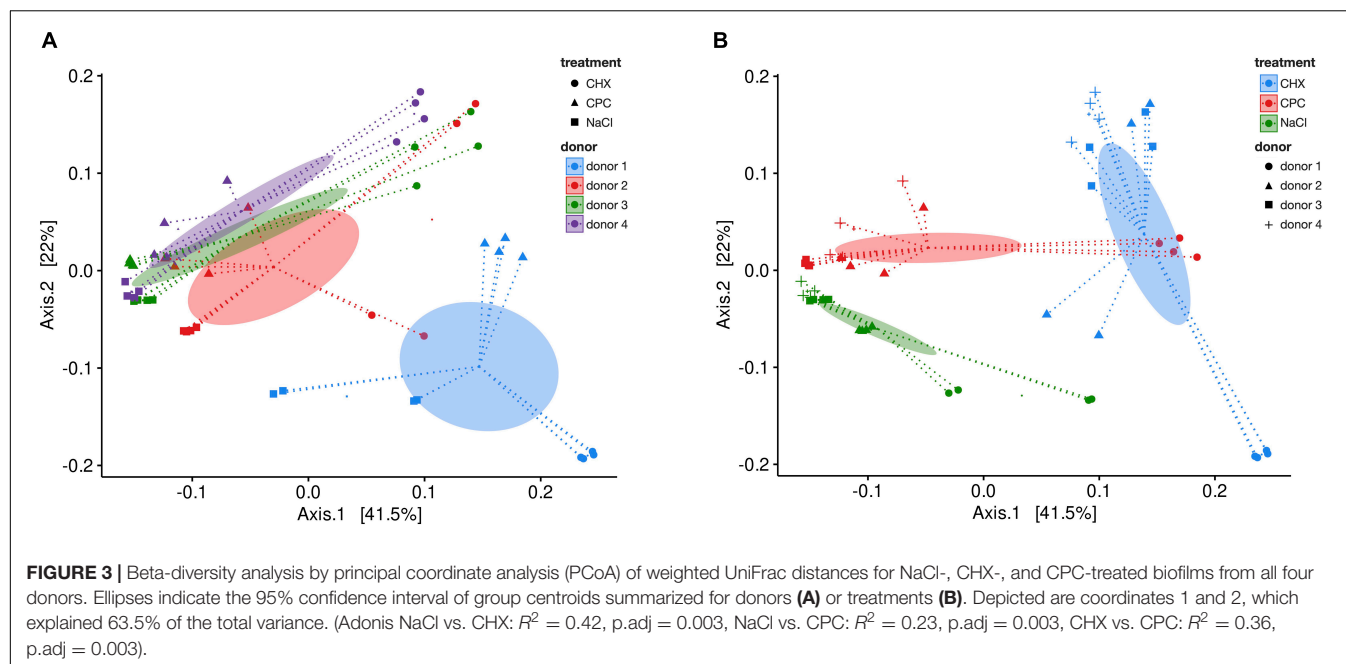 A
treatment
CHX
CPC
NaCl
donor
donor 1
donor 2
donor 3
donor 4
0.2
0.1
0.0
-0.1
-0.2
Axis.2 [22%]
-0.1
0.0
0.1
0.2
Axis.1 [41.5%]
B
treatment
CHX
CPC
NaCl
donor
donor 1
donor 2
donor 3
donor 4
0.2
0.1
0.0
-0.1
-0.2
Axis.2 [22%]
-0.1
0.0
0.1
0.2
Axis.1 [41.5%]
FIGURE 3 | Beta-diversity analysis by principal coordinate analysis (PCoA) of weighted UniFrac distances for NaCl-, CHX-, and CPC-treated biofilms from all four
donors. Ellipses indicate the 95% confidence interval of group centroids summarized for donors (A) or treatments (B). Depicted are coordinates 1 and 2, which
explained 63.5% of the total variance. (Adonis NaCl vs. CHX: R² = 0.42, p.adj = 0.003, NaCl vs. CPC: R² = 0.23, p.adj = 0.003, CHX vs. CPC: R² = 0.36,
p.adj = 0.003).